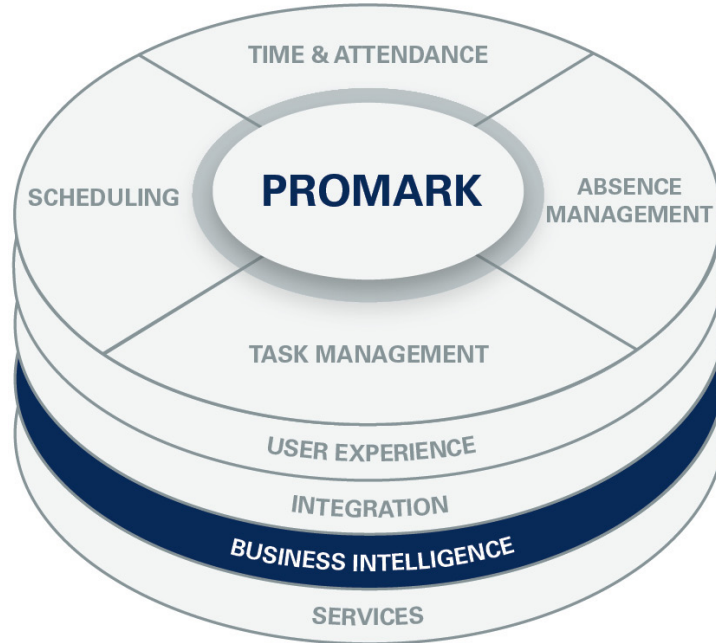 TIME & ATTENDANCE
SCHEDULING
PROMARK
ABSENCE
MANAGEMENT
TASK MANAGEMENT
USER EXPERIENCE
INTEGRATION
BUSINESS INTELLIGENCE
SERVICES